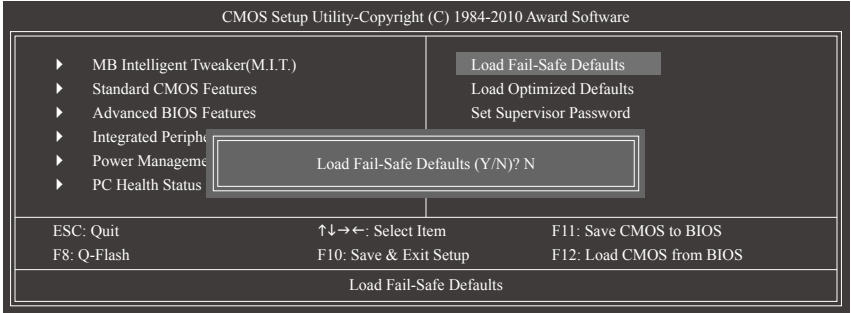 CMOS Setup Utility-Copyright (C) 1984-2010 Award Software
MB Intelligent Tweaker(M.I.T.)
Standard CMOS Features
Advanced BIOS Features
Integrated Periphe
Power Manageme
PC Health Status
Load Fail-Safe Defaults
Load Optimized Defaults
Set Supervisor Password
Load Fail-Safe Defaults (Y/N)? N
ESC: Quit
↑↓→←: Select Item
F11: Save CMOS to BIOS
F8: Q-Flash
F10: Save & Exit Setup
F12: Load CMOS from BIOS
Load Fail-Safe Defaults